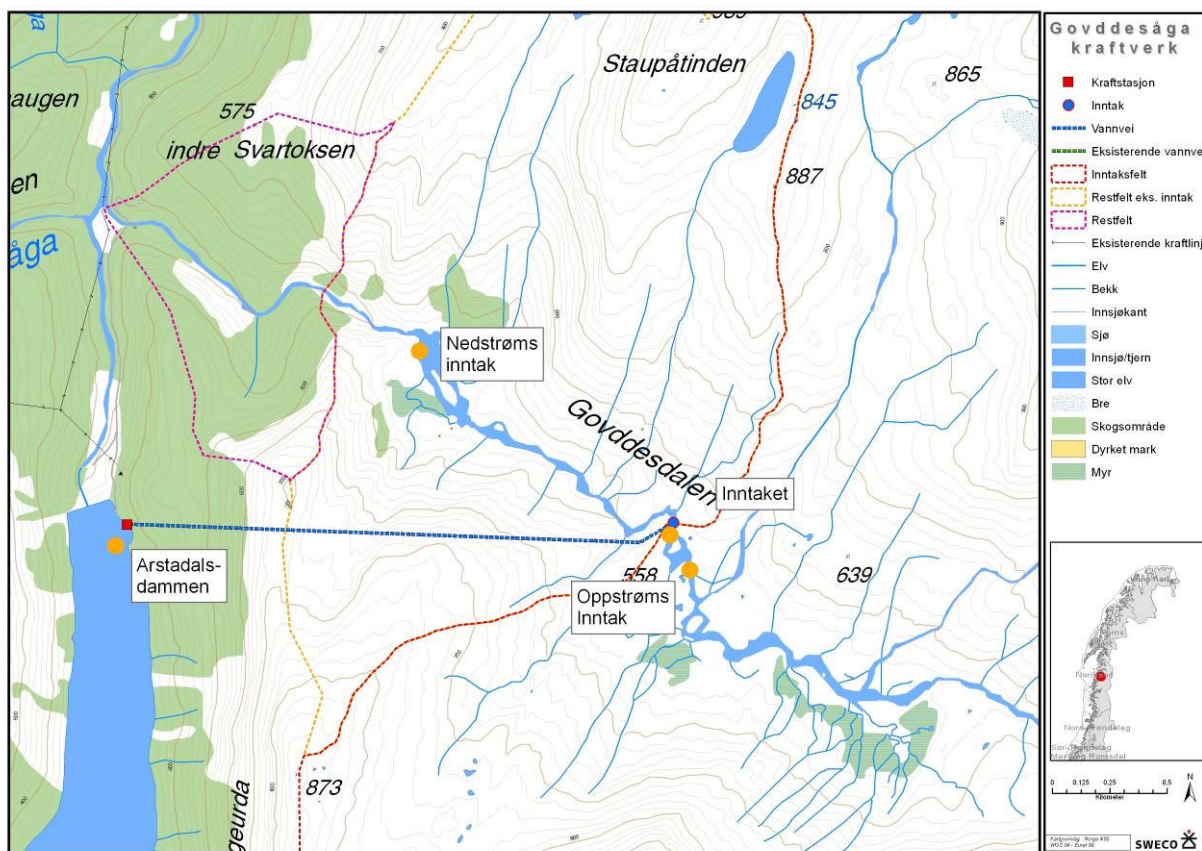 åga
augen
en
åga
575
indre Svartoksen
Staupåtinden
845
865
887
Nedstrøms
inntak
Govddesdalen
Inntaket
Arstadals-
dammen
558
639
Oppstrøms
Inntak
873
geurda
Govddesåga
kraftverk
Kraftstasjon
Inntak
Vannvei
Eksisterende vannve
Inntaksfelt
Restfelt eks. inntak
Restfelt
Eksisterende kraftlinj
Elv
Bekk
Innsjøkant
Sjø
Innsjø/tjern
Stor elv
Bre
Skogsområde
Dyrket mark
Myr
0 0,125 0,25 0,5
Kilometer
N
SWECO